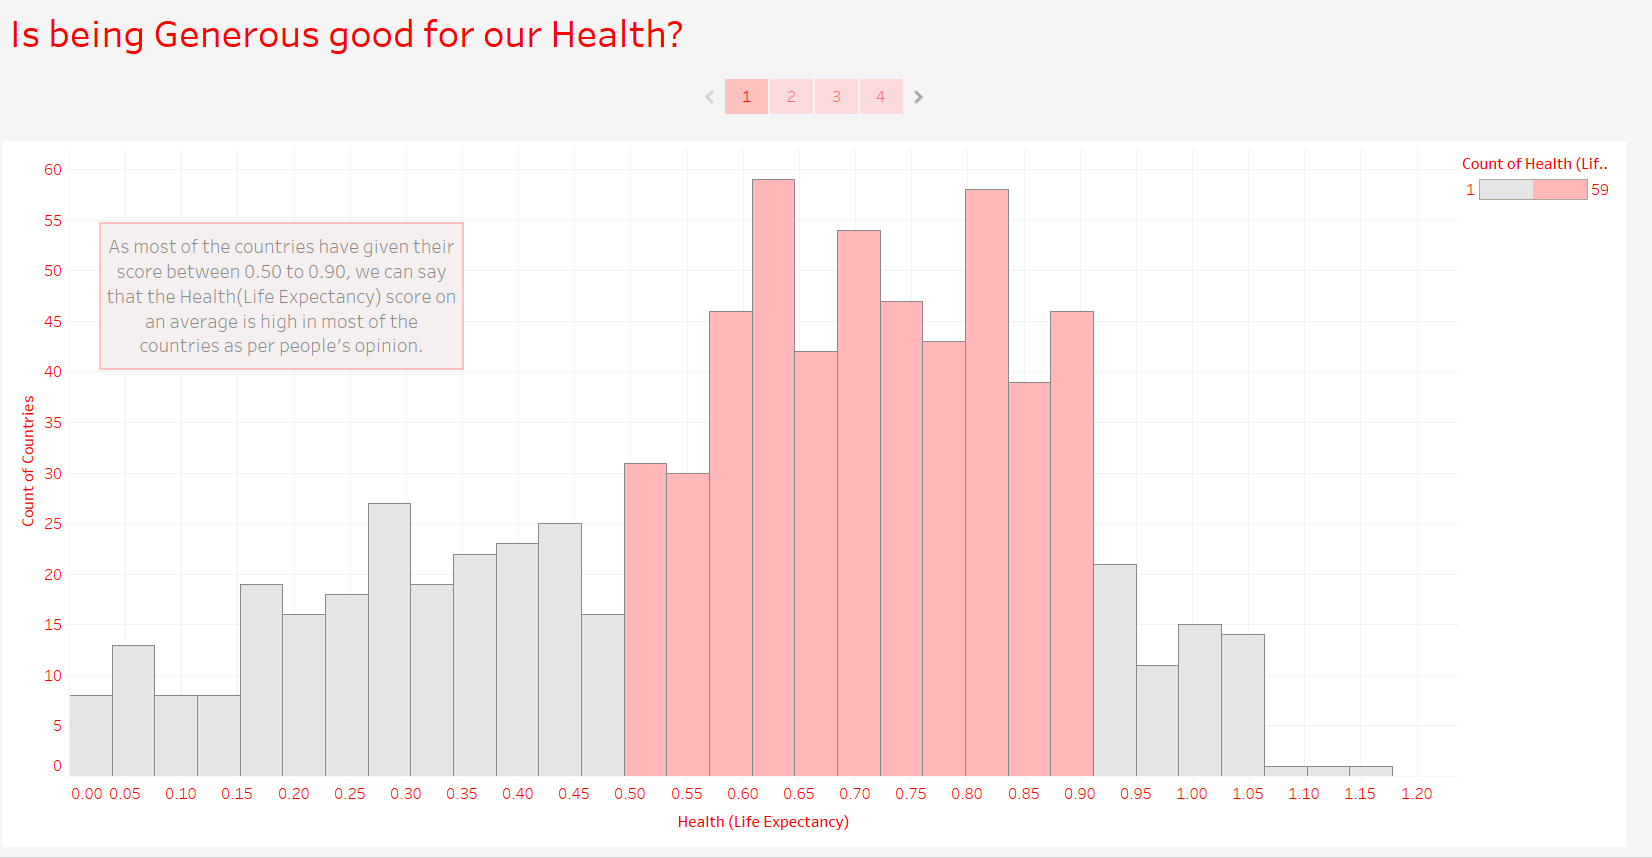 Is being Generous good for our Health?
1 2 3 4
Count of Health (Lif..
1 59
60
55
50
45
40
35
30
25
20
15
10
5
0
As most of the countries have given their
score between 0.50 to 0.90, we can say
that the Health(Life Expectancy) score on
an average is high in most of the
countries as per people's opinion.
Count of Countries
0.00 0.05 0.10 0.15 0.20 0.25 0.30 0.35 0.40 0.45 0.50 0.55 0.60 0.65 0.70 0.75 0.80 0.85 0.90 0.95 1.00 1.05 1.10 1.15 1.20
Health (Life Expectancy)